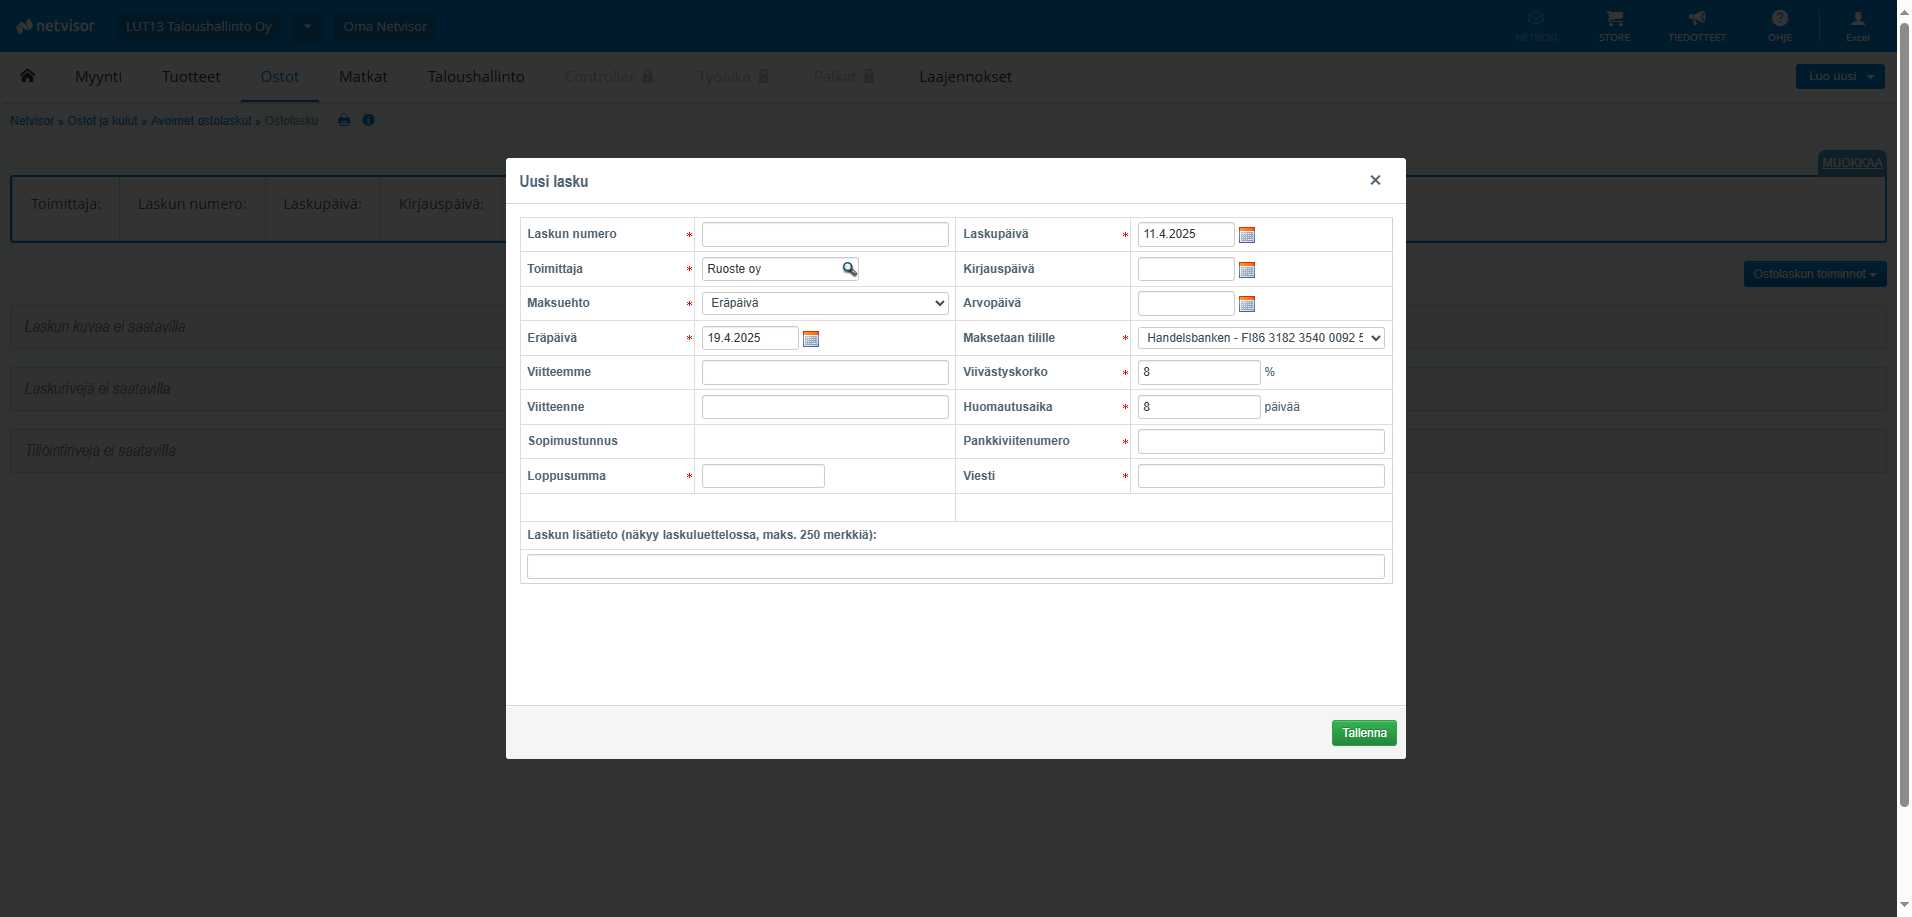 netvisor LUT13 Taloushallinto Oy Oma Netvisor NETVISOR STORE TIEDOTTEET OHJE Excel
Myynti Tuotteet Ostot Matkat Taloushallinto Controller Työaika Palkat Laajennokset Luo uusi
Netvisor » Ostot ja kulut » Avoimet ostolaskut » Ostolasku
MUOKKAA
Toimittaja: Laskun numero: Laskupäivä: Kirjauspäivä:
Ostolaskun toiminnot
Laskun kuvaa ei saatavilla
Laskurivejä ei saatavilla
Tiliöintirivejä ei saatavilla
Uusi lasku ×
Laskun numero * Laskupäivä * 11.4.2025
Toimittaja * Ruoste oy Kirjauspäivä
Maksuehto * Eräpäivä Arvopäivä
Eräpäivä * 19.4.2025 Maksetaan tilille * Handelsbanken - FI86 3182 3540 0092 5
Viitteemme Viivästyskorko * 8 %
Viitteenne Huomautusaika * 8 päivää
Sopimustunnus Pankkiviitenumero *
Loppusumma * Viesti *
Laskun lisätieto (näkyy laskuluettelossa, maks. 250 merkkiä):
Tallenna